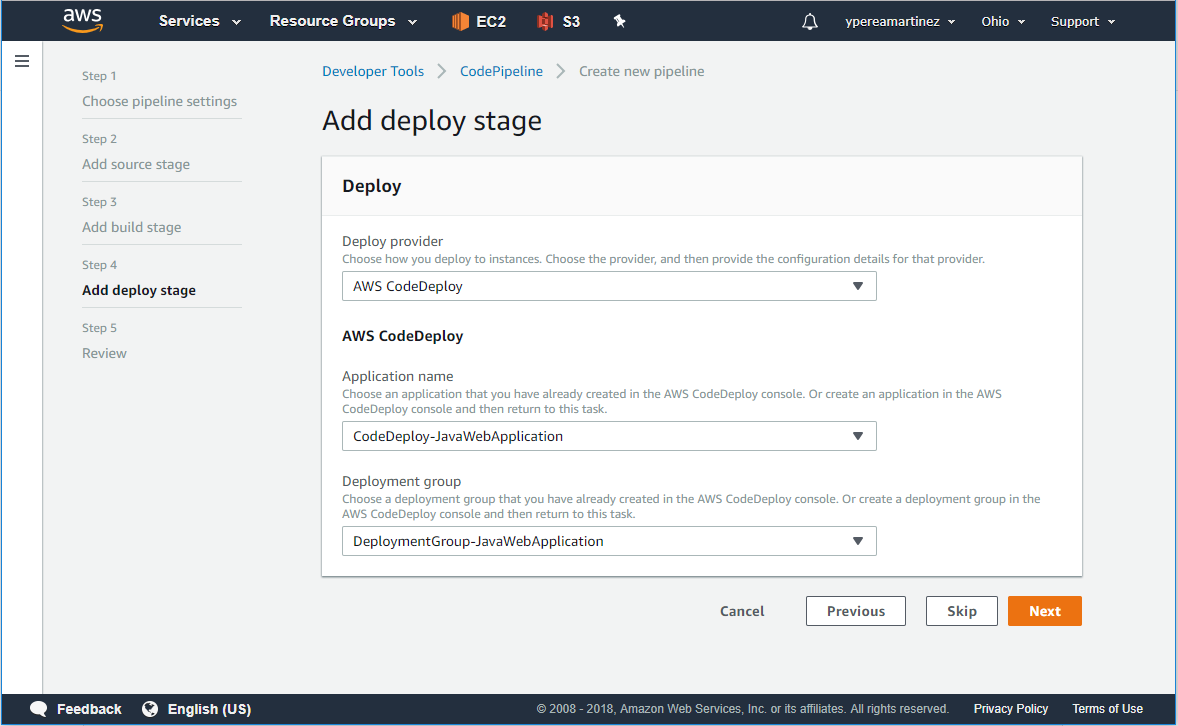 aws Services Resource Groups EC2 S3 ypereamartinez Ohio Support
Step 1
Choose pipeline settings
Step 2
Add source stage
Step 3
Add build stage
Step 4
Add deploy stage
Step 5
Review
Developer Tools CodePipeline Create new pipeline
Add deploy stage
Deploy
Deploy provider
Choose how you deploy to instances. Choose the provider, and then provide the configuration details for that provider.
AWS CodeDeploy
AWS CodeDeploy
Application name
Choose an application that you have already created in the AWS CodeDeploy console. Or create an application in the AWS
CodeDeploy console and then return to this task.
CodeDeploy-JavaWebApplication
Deployment group
Choose a deployment group that you have already created in the AWS CodeDeploy console. Or create a deployment group in the
AWS CodeDeploy console and then return to this task.
DeploymentGroup-JavaWebApplication
Cancel Previous Skip Next
Feedback English (US) © 2008 - 2018, Amazon Web Services, Inc. or its affiliates. All rights reserved. Privacy Policy Terms of Use